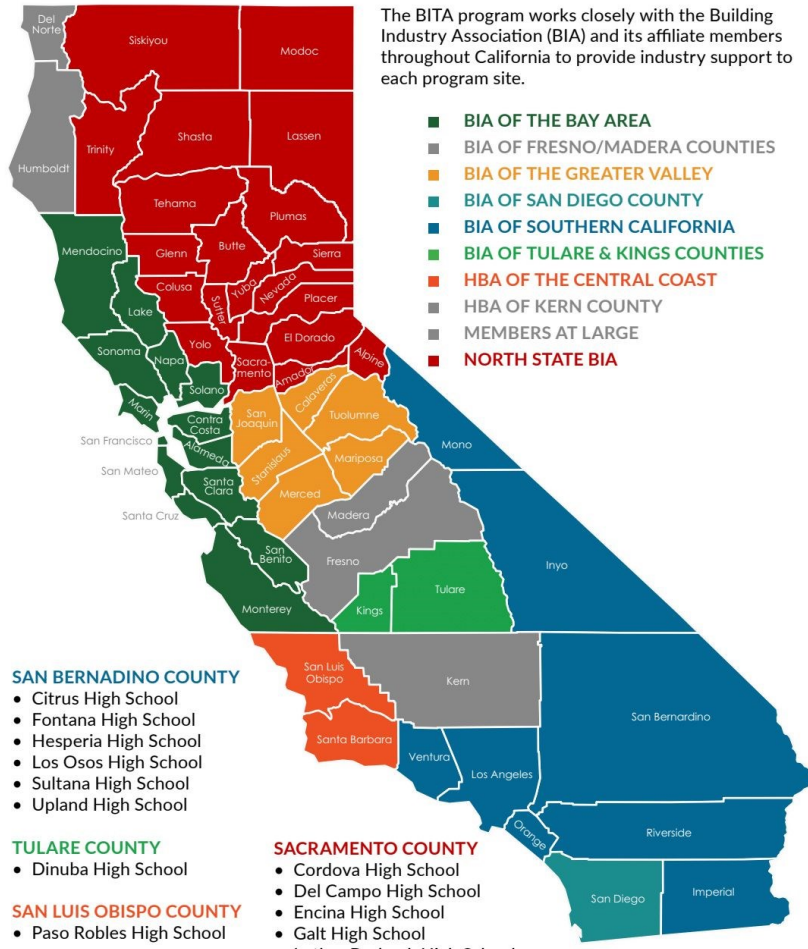 The BITA program works closely with the Building
Industry Association (BIA) and its affiliate members
throughout California to provide industry support to
each program site.
BIA OF THE BAY AREA
BIA OF FRESNO/MADERA COUNTIES
BIA OF THE GREATER VALLEY
BIA OF SAN DIEGO COUNTY
BIA OF SOUTHERN CALIFORNIA
BIA OF TULARE & KINGS COUNTIES
HBA OF THE CENTRAL COAST
HBA OF KERN COUNTY
MEMBERS AT LARGE
NORTH STATE BIA
Del
Norte
Siskiyou
Modoc
Humboldt
Trinity
Shasta
Lassen
Tehama
Plumas
Mendocino
Glenn
Butte
Sierra
Colusa
Sutter
Yuba
Nevada
Placer
Lake
Sonoma
Napa
Yolo
Sacra-
mento
El Dorado
Amador
Alpine
Solano
Marin
Contra
Costa
San
Joaquin
Calaveras
Tuolumne
Mono
San Francisco
Alameda
Stanislaus
Mariposa
San Mateo
Santa
Clara
Merced
Santa Cruz
Madera
San
Benito
Fresno
Inyo
Monterey
Kings
Tulare
San Luis
Obispo
Kern
San Bernardino
Santa Barbara
Ventura
Los Angeles
Orange
Riverside
San Diego
Imperial
SAN BERNADINO COUNTY
• Citrus High School
• Fontana High School
• Hesperia High School
• Los Osos High School
• Sultana High School
• Upland High School
TULARE COUNTY
• Dinuba High School
SAN LUIS OBISPO COUNTY
• Paso Robles High School
SACRAMENTO COUNTY
• Cordova High School
• Del Campo High School
• Encina High School
• Galt High School